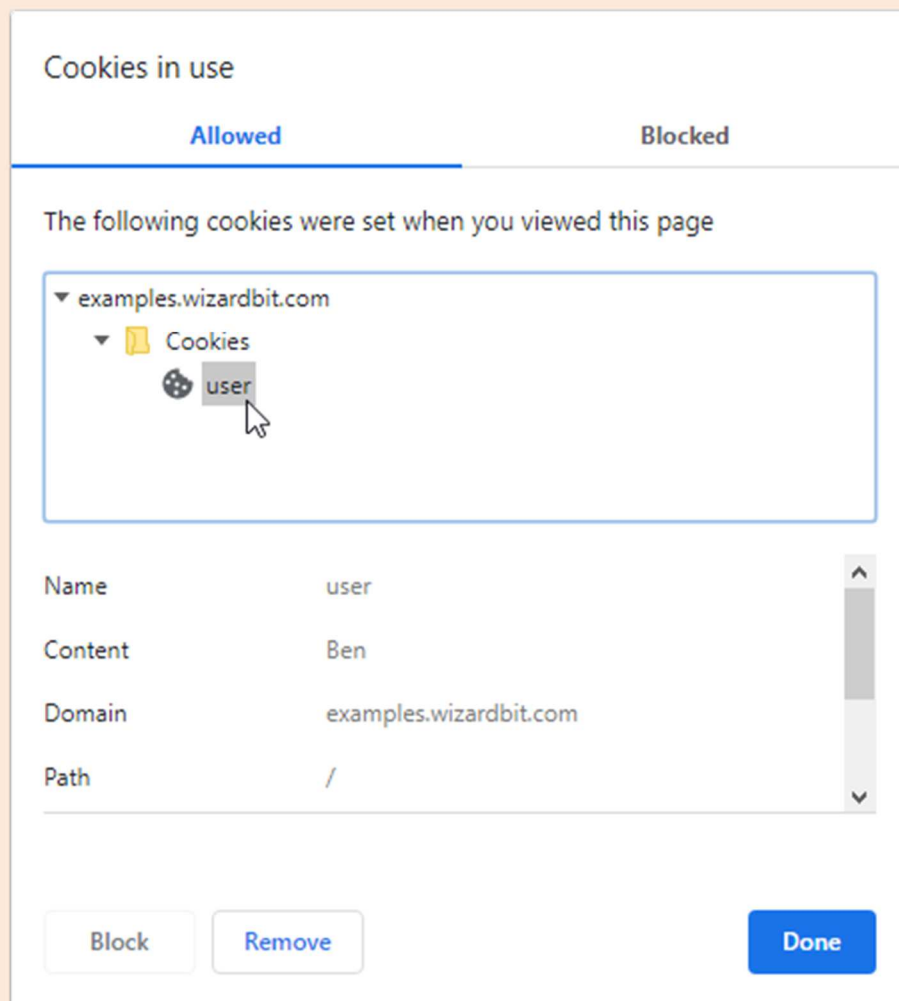 Cookies in use
Allowed Blocked
The following cookies were set when you viewed this page
examples.wizardbit.com
Cookies
user
Name user
Content Ben
Domain examples.wizardbit.com
Path /
Block Remove Done